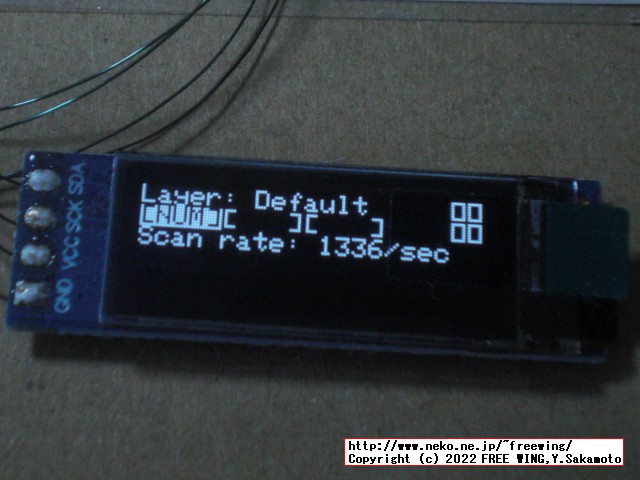 SDA
SCK
VCC
GND
Layer: Default
[NUM][    ][    ]
Scan rate: 1336/sec
http://www.neko.ne.jp/~freewing/
Copyright (c) 2022 FREE WING,Y.Sakamoto